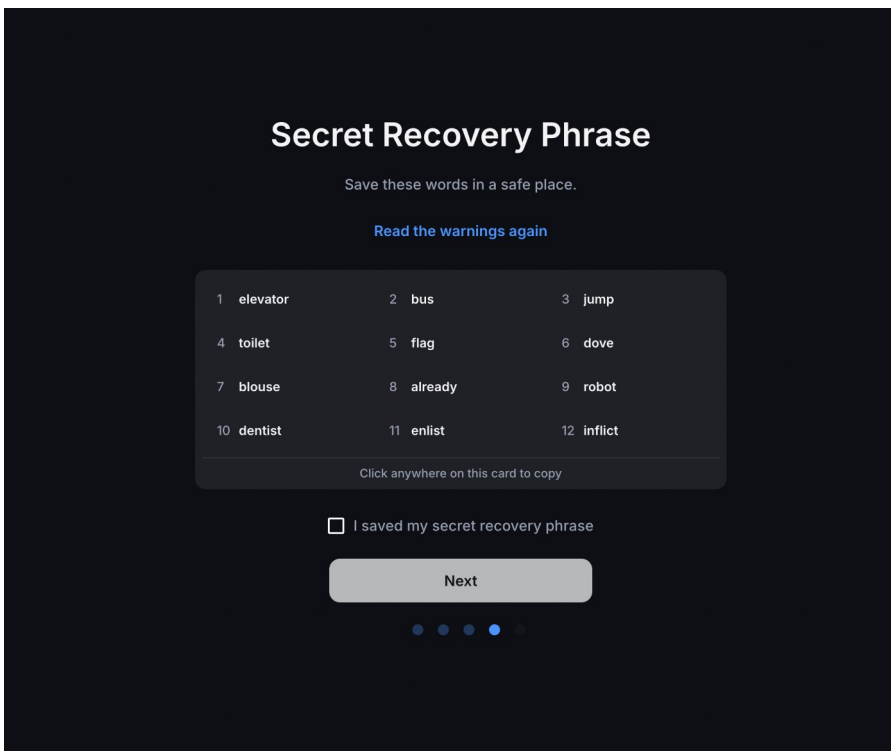 Secret Recovery Phrase
Save these words in a safe place.
Read the warnings again
1 elevator 2 bus 3 jump
4 toilet 5 flag 6 dove
7 blouse 8 already 9 robot
10 dentist 11 enlist 12 inflict
Click anywhere on this card to copy
I saved my secret recovery phrase
Next